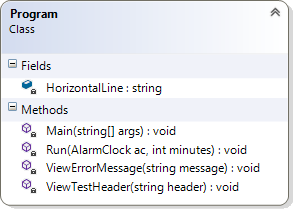 Program
Class
Fields
HorizontalLine : string
Methods
Main(string[] args) : void
Run(AlarmClock ac, int minutes) : void
ViewErrorMessage(string message) : void
ViewTestHeader(string header) : void